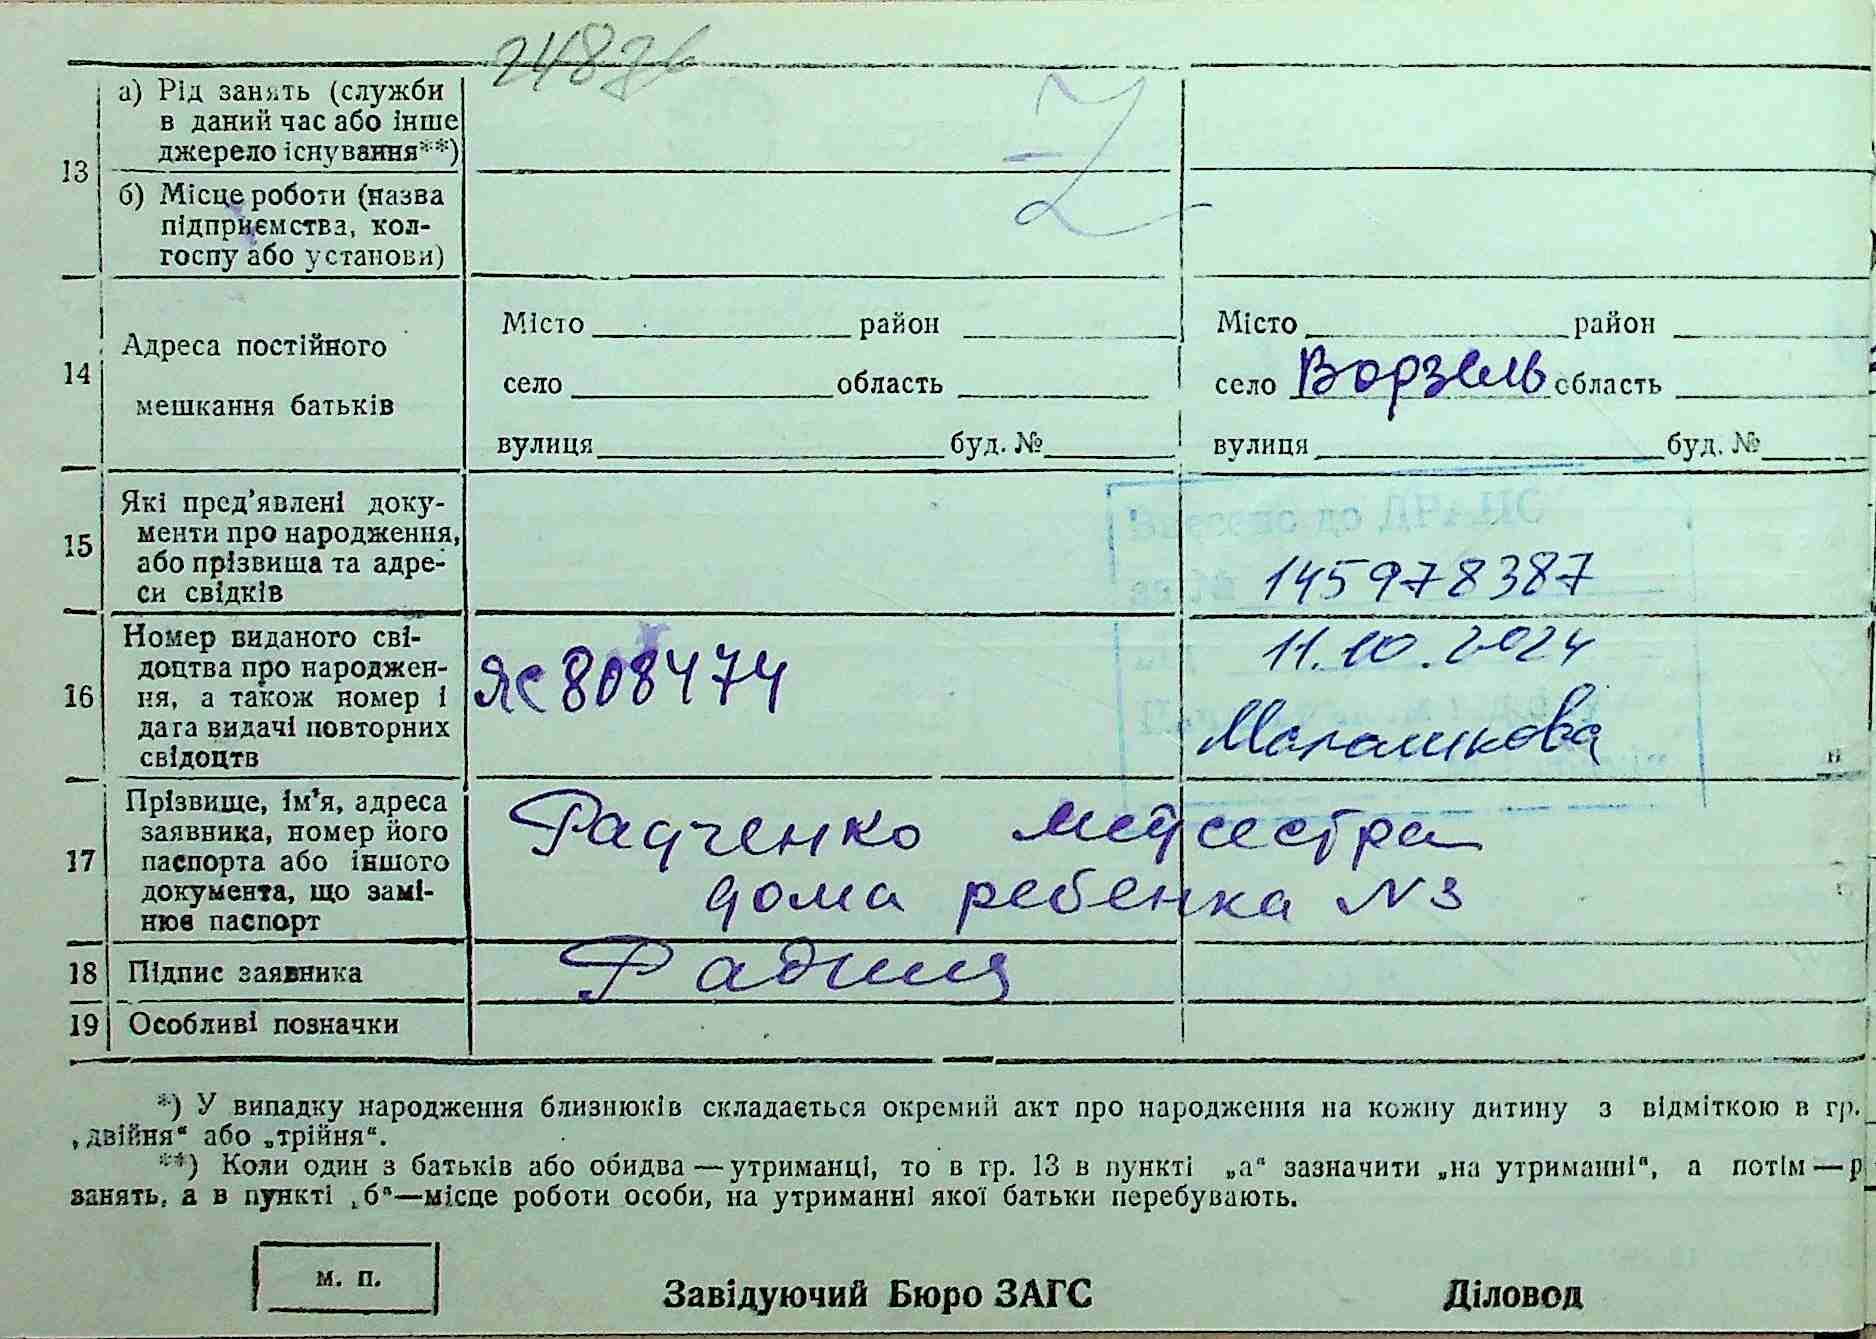 а) Рід занять (служби
в даний час або інше
джерело існування**)
13
б) Місце роботи (назва
підприємства, кол-
госпу або установи)
14
Адреса постійного
мешкання батьків
Місто район
село область
вулиця буд. №
Місто район
село Ворзель область
вулиця буд. №
15
Які пред’явлені доку-
менти про народження,
або прізвища та адре-
си свідків
Внесено до ДРАЦС
145978387
16
Номер виданого сві-
доцтва про народжен-
ня, а також номер і
дата видачі повторних
свідоцтв
ЯС 808474
11.10.2024
17
Прізвище, ім’я, адреса
заявника, номер його
паспорта або іншого
документа, що замі-
нює паспорт
Радченко медсестра
дома ребенка N3
18 Підпис заявника
19 Особливі позначки
*) У випадку народження близнюків складається окремий акт про народження на кожну дитину з відміткою в гр.
„двійня“ або „трійня“.
**) Коли один з батьків або обидва — утриманці, то в гр. 13 в пункті „а“ зазначити „на утриманні“, а потім — р
занять, а в пункті „б“—місце роботи особи, на утриманні якої батьки перебувають.
м. п.
Завідуючий Бюро ЗАГС
Діловод